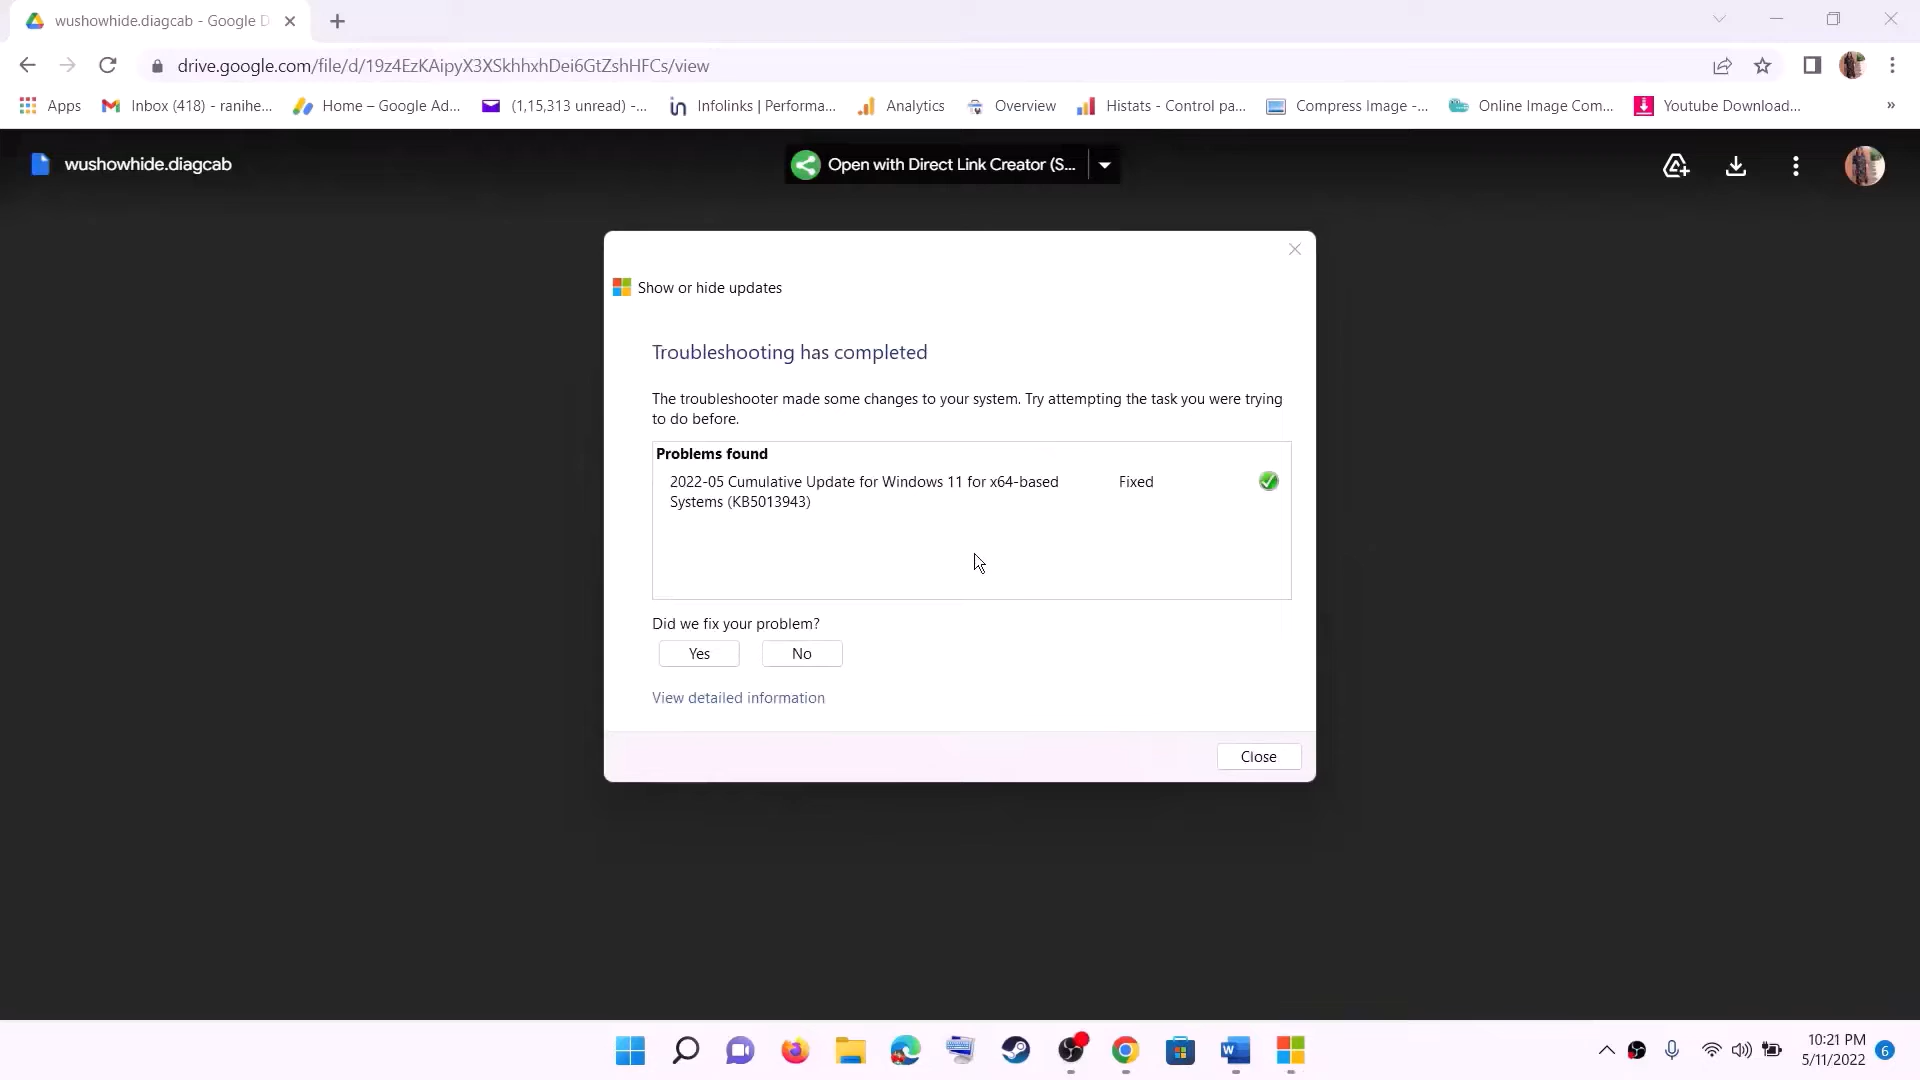 wushowhide.diagcab - Google D
drive.google.com/file/d/19z4EzKAipyX3XSkhhxhDei6GtZshHFCs/view
Apps Inbox (418) - ranihe... Home – Google Ad... (1,15,313 unread) -... Infolinks | Performa... Analytics Overview Histats - Control pa... Compress Image -... Online Image Com... Youtube Download... »
wushowhide.diagcab Open with Direct Link Creator (S...
Show or hide updates
Troubleshooting has completed
The troubleshooter made some changes to your system. Try attempting the task you were trying
to do before.
Problems found
2022-05 Cumulative Update for Windows 11 for x64-based Fixed
Systems (KB5013943)
Did we fix your problem?
Yes No
View detailed information
Close
10:21 PM
5/11/2022 6